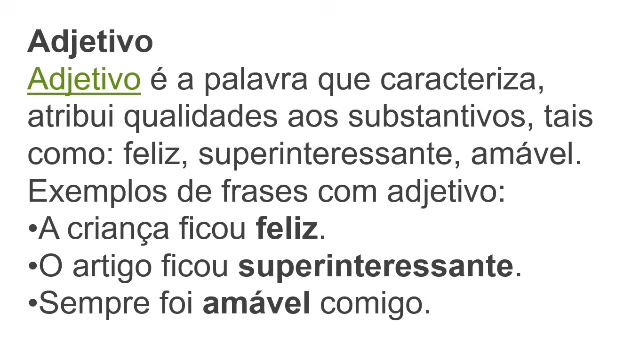 Adjetivo
Adjetivo é a palavra que caracteriza,
atribui qualidades aos substantivos, tais
como: feliz, superinteressante, amável.
Exemplos de frases com adjetivo:
•A criança ficou feliz.
•O artigo ficou superinteressante.
•Sempre foi amável comigo.